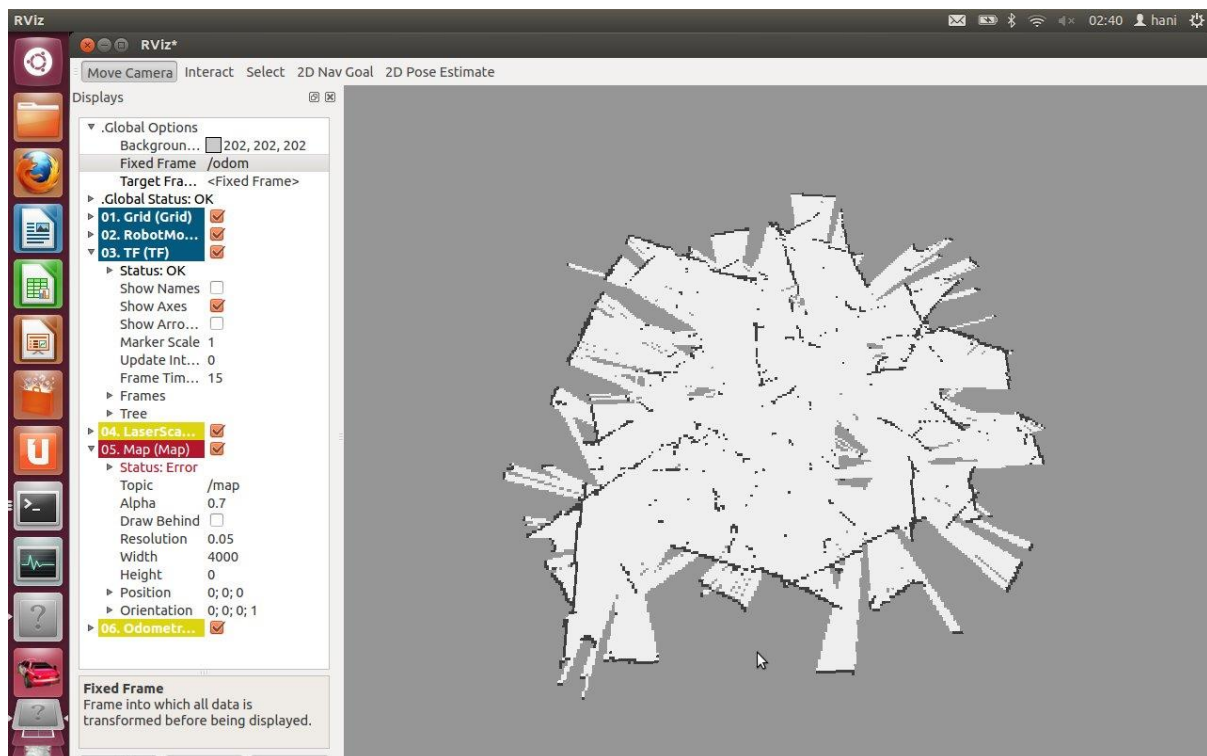 RViz
02:40 hani
RViz*
Move Camera Interact Select 2D Nav Goal 2D Pose Estimate
Displays
.Global Options
Backgroun... 202, 202, 202
Fixed Frame /odom
Target Fra... <Fixed Frame>
.Global Status: OK
01. Grid (Grid)
02. RobotMo...
03. TF (TF)
Status: OK
Show Names
Show Axes
Show Arro...
Marker Scale 1
Update Int... 0
Frame Tim... 15
Frames
Tree
04. LaserSca...
05. Map (Map)
Status: Error
Topic /map
Alpha 0.7
Draw Behind
Resolution 0.05
Width 4000
Height 0
Position 0; 0; 0
Orientation 0; 0; 0; 1
06. Odometr...
Fixed Frame
Frame into which all data is
transformed before being displayed.